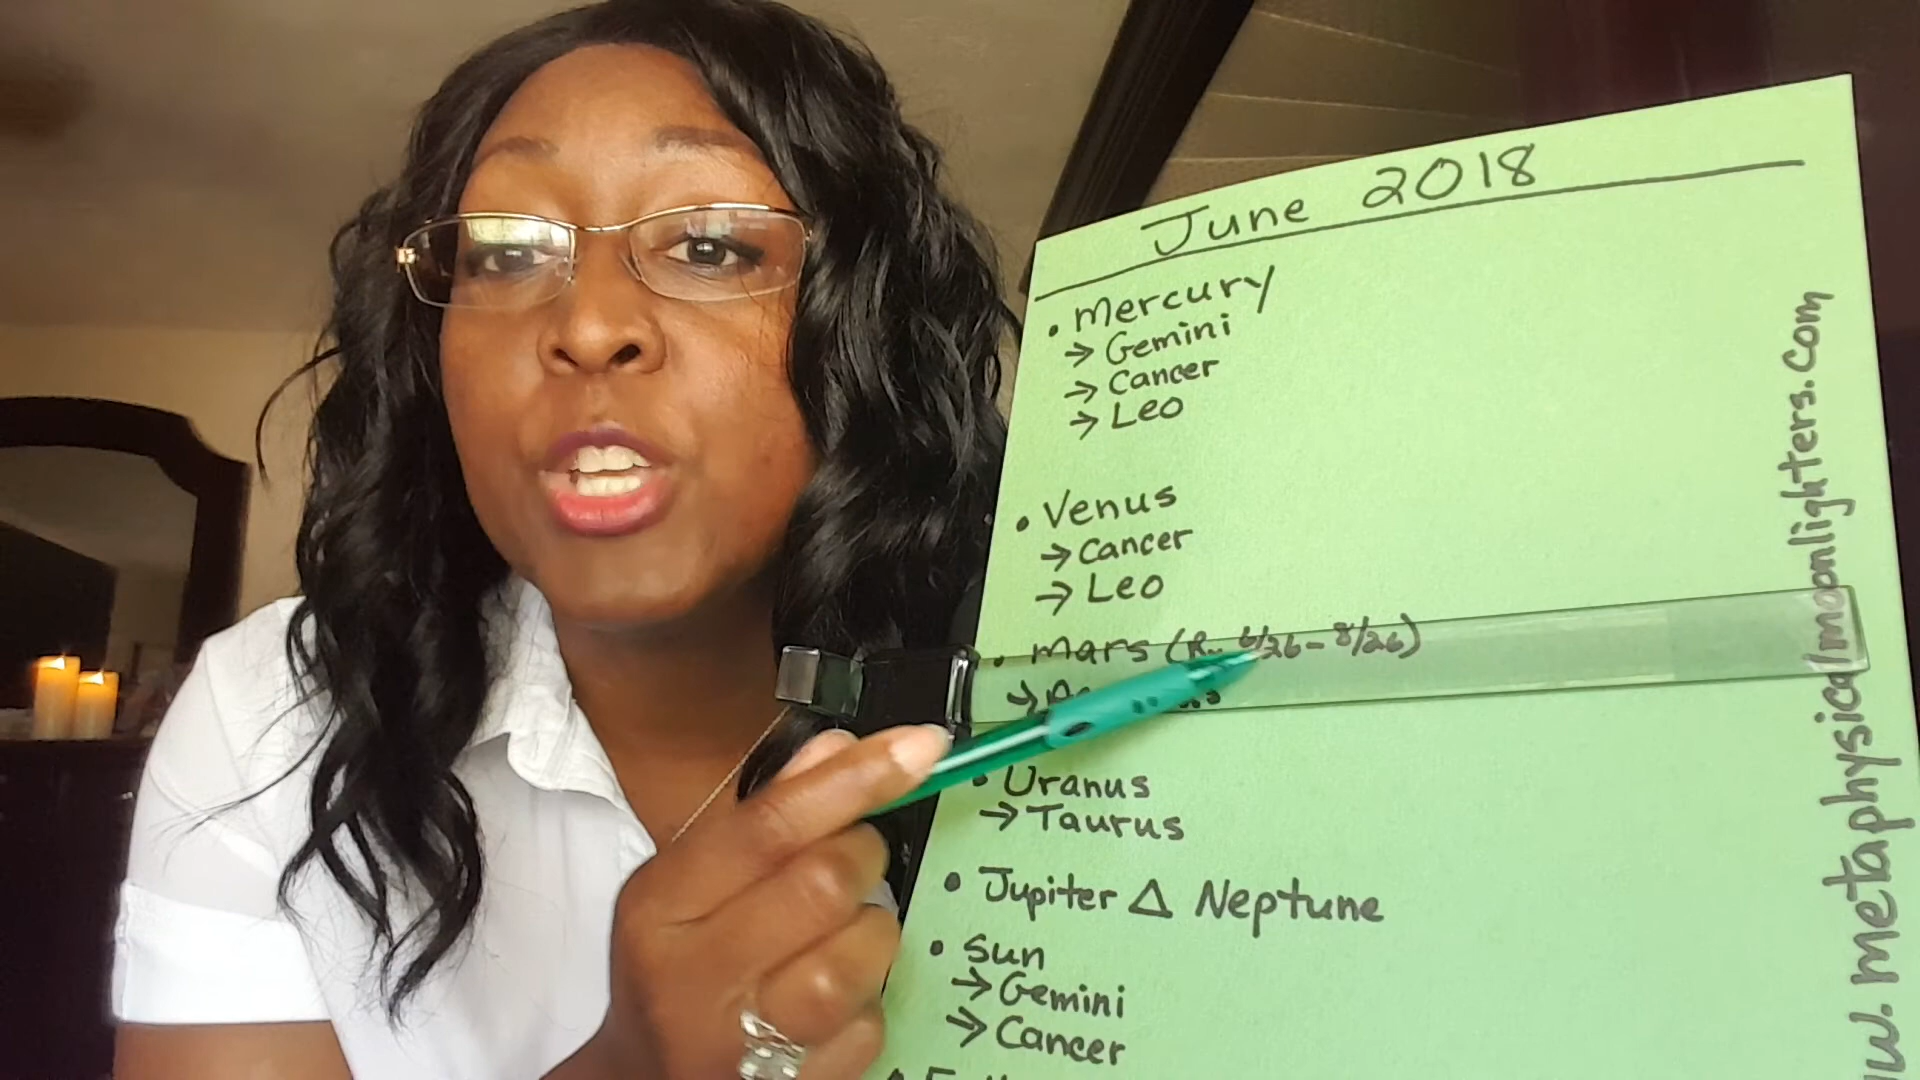 June 2018
• Mercury
→ Gemini
→ Cancer
→ Leo
• Venus
→ Cancer
→ Leo
• Mars 6/26 - 8/26)
• Uranus
→ Taurus
• Jupiter △ Neptune
• Sun
→ Gemini
→ Cancer
metaphysicalmoonlighters.com